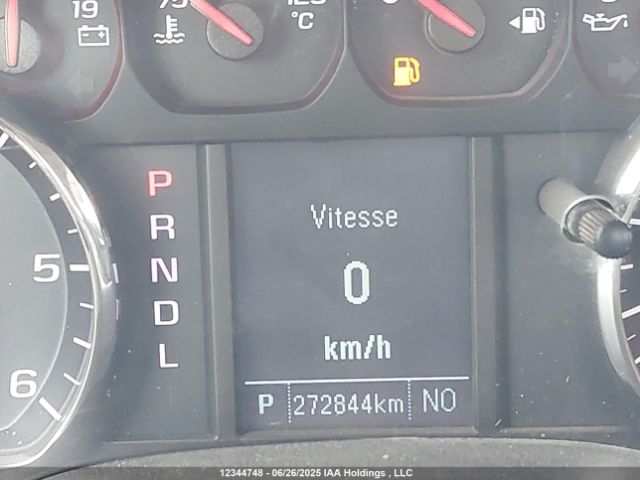 19
°C
P
R
N
D
L
5
6
Vitesse
0
km/h
P 272844km NO
12344748 - 06/26/2025 IAA Holdings , LLC